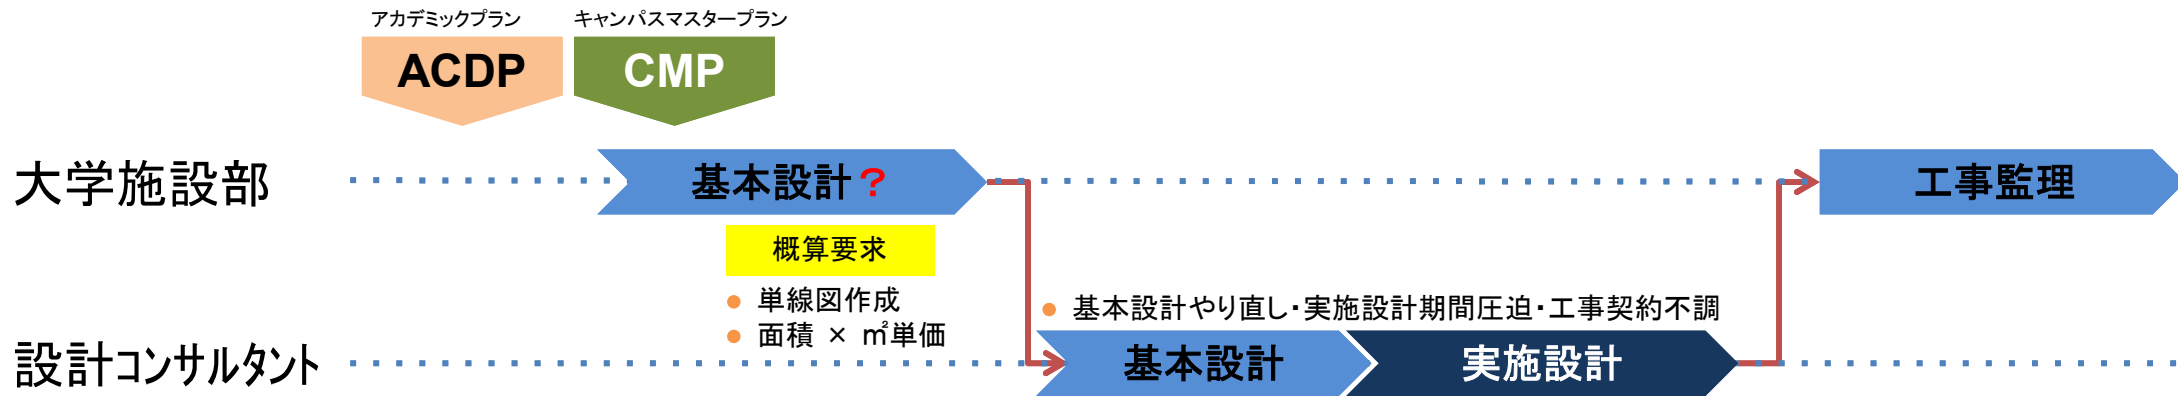 アカデミックプラン
キャンパスマスタープラン
ACDP
CMP
大学施設部
基本設計？
工事監理
概算要求
● 単線図作成
● 面積 × ㎡単価
● 基本設計やり直し・実施設計期間圧迫・工事契約不調
設計コンサルタント
基本設計
実施設計